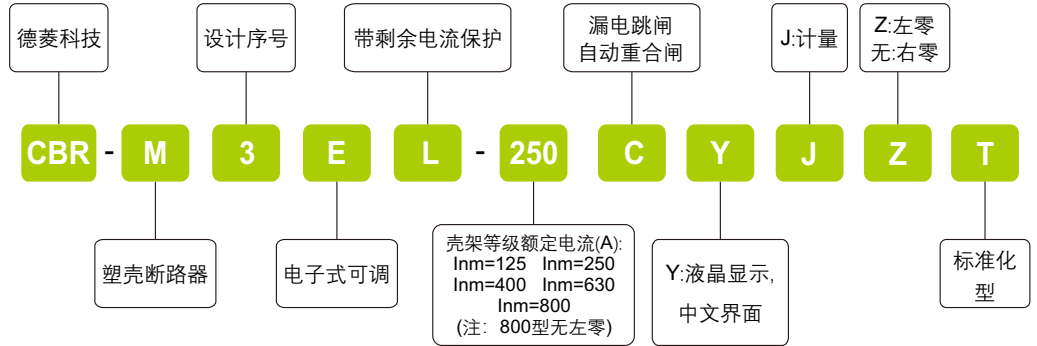 德菱科技
设计序号
带剩余电流保护
漏电跳闸
自动重合闸
J:计量
Z:左零
无:右零
CBR - M 3 E L - 250 C Y J Z T
塑壳断路器
电子式可调
壳架等级额定电流(A):
Inm=125 Inm=250
Inm=400 Inm=630
Inm=800
(注：800型无左零)
Y:液晶显示,
中文界面
标准化
型